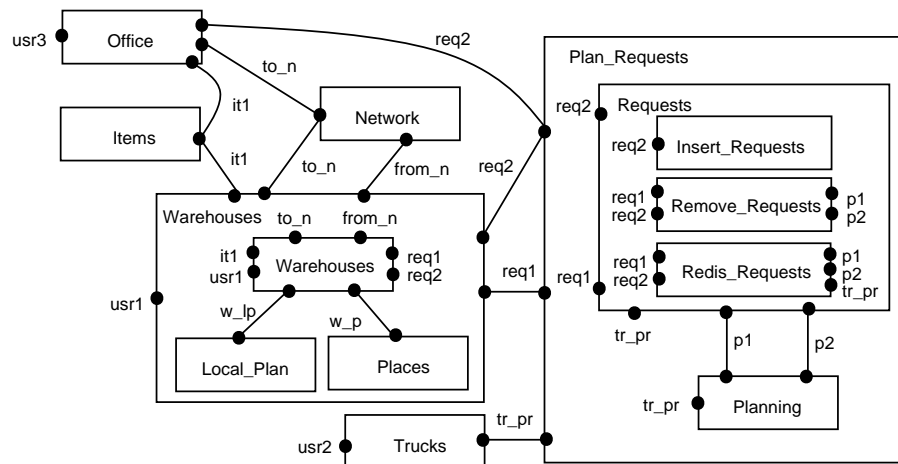 usr3
Office
req2
to_n
Plan_Requests
it1
Items
Network
req2
Requests
req2
Insert_Requests
it1
to_n
from_n
req2
Warehouses
to_n
from_n
req1
req2
Remove_Requests
p1
p2
it1
usr1
Warehouses
req1
req2
req1
req2
Redis_Requests
p1
p2
tr_pr
usr1
req1
req1
w_lp
w_p
tr_pr
p1
p2
Local_Plan
Places
tr_pr
Planning
usr2
Trucks
tr_pr